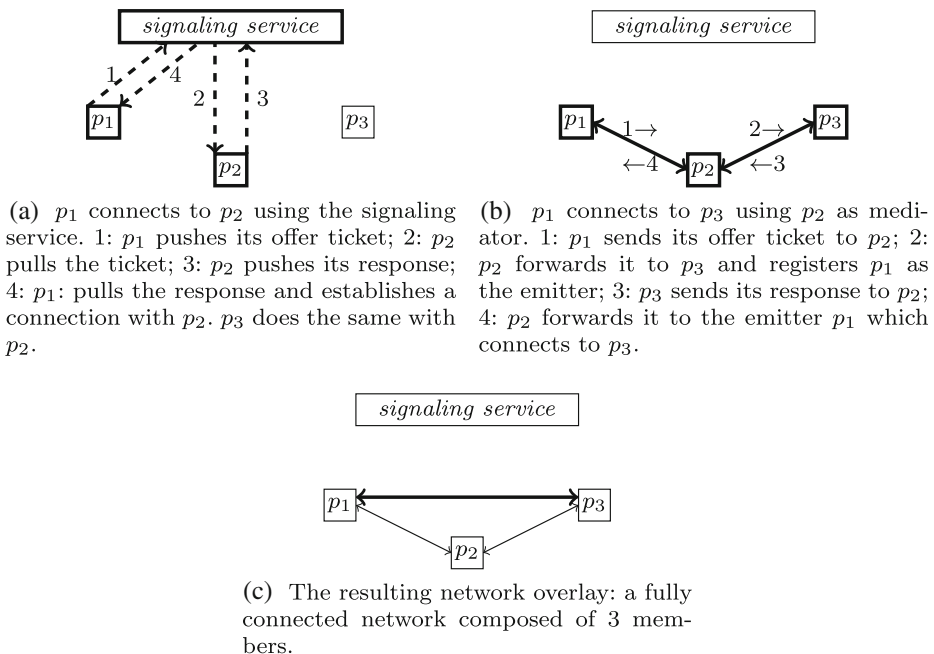 signaling service
1
4
2
3
p1
p2
p3
(a) p1 connects to p2 using the signaling
service. 1: p1 pushes its offer ticket; 2: p2
pulls the ticket; 3: p2 pushes its response;
4: p1: pulls the response and establishes a
connection with p2. p3 does the same with
p2.
signaling service
p1
p3
1→
2→
←4
p2
←3
(b) p1 connects to p3 using p2 as medi-
ator. 1: p1 sends its offer ticket to p2; 2:
p2 forwards it to p3 and registers p1 as
the emitter; 3: p3 sends its response to p2;
4: p2 forwards it to the emitter p1 which
connects to p3.
signaling service
p1
p3
p2
(c) The resulting network overlay: a fully
connected network composed of 3 mem-
bers.